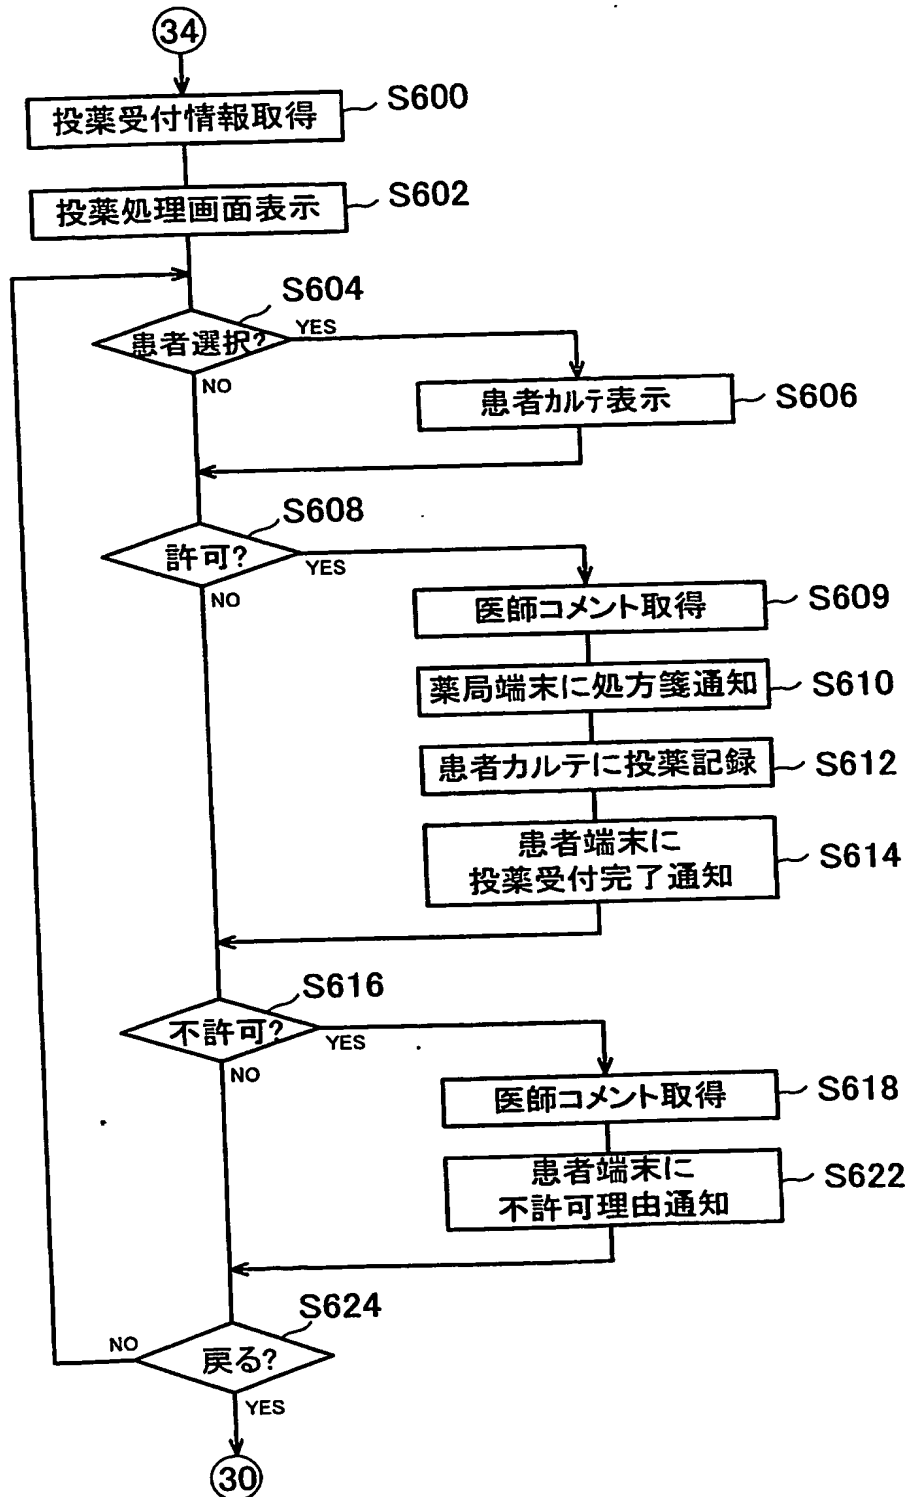 34
投薬受付情報取得
S600
投薬処理画面表示
S602
患者選択?
S604
YES
NO
患者カルテ表示
S606
許可?
S608
YES
NO
医師コメント取得
S609
薬局端末に処方箋通知
S610
患者カルテに投薬記録
S612
患者端末に
投薬受付完了通知
S614
不許可?
S616
YES
NO
医師コメント取得
S618
患者端末に
不許可理由通知
S622
戻る?
S624
NO
YES
30